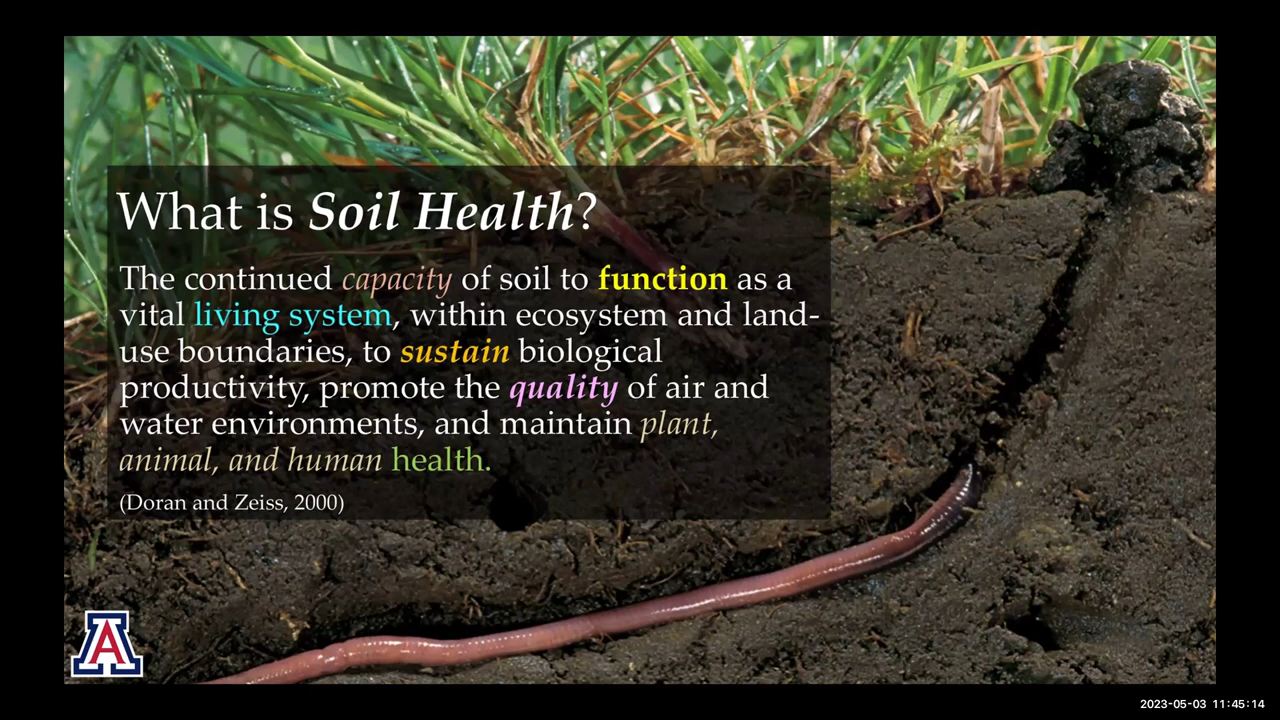 What is Soil Health?
The continued capacity of soil to function as a
vital living system, within ecosystem and land-
use boundaries, to sustain biological
productivity, promote the quality of air and
water environments, and maintain plant,
animal, and human health.
(Doran and Zeiss, 2000)
A
2023-05-03 11:45:14